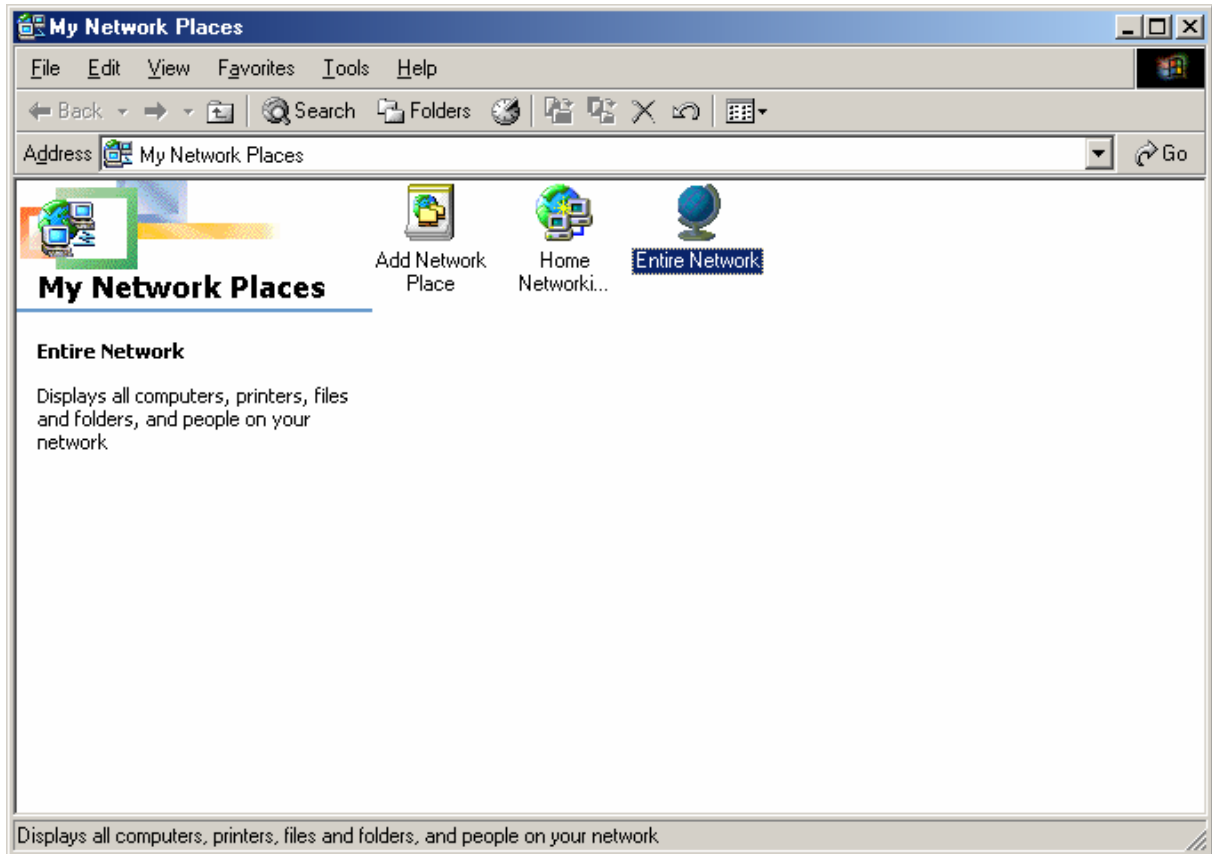 My Network Places
File Edit View Favorites Tools Help
Back Search Folders
Address My Network Places Go
Add Network
Place
Home
Networki...
Entire Network
My Network Places
Entire Network
Displays all computers, printers, files
and folders, and people on your
network
Displays all computers, printers, files and folders, and people on your network